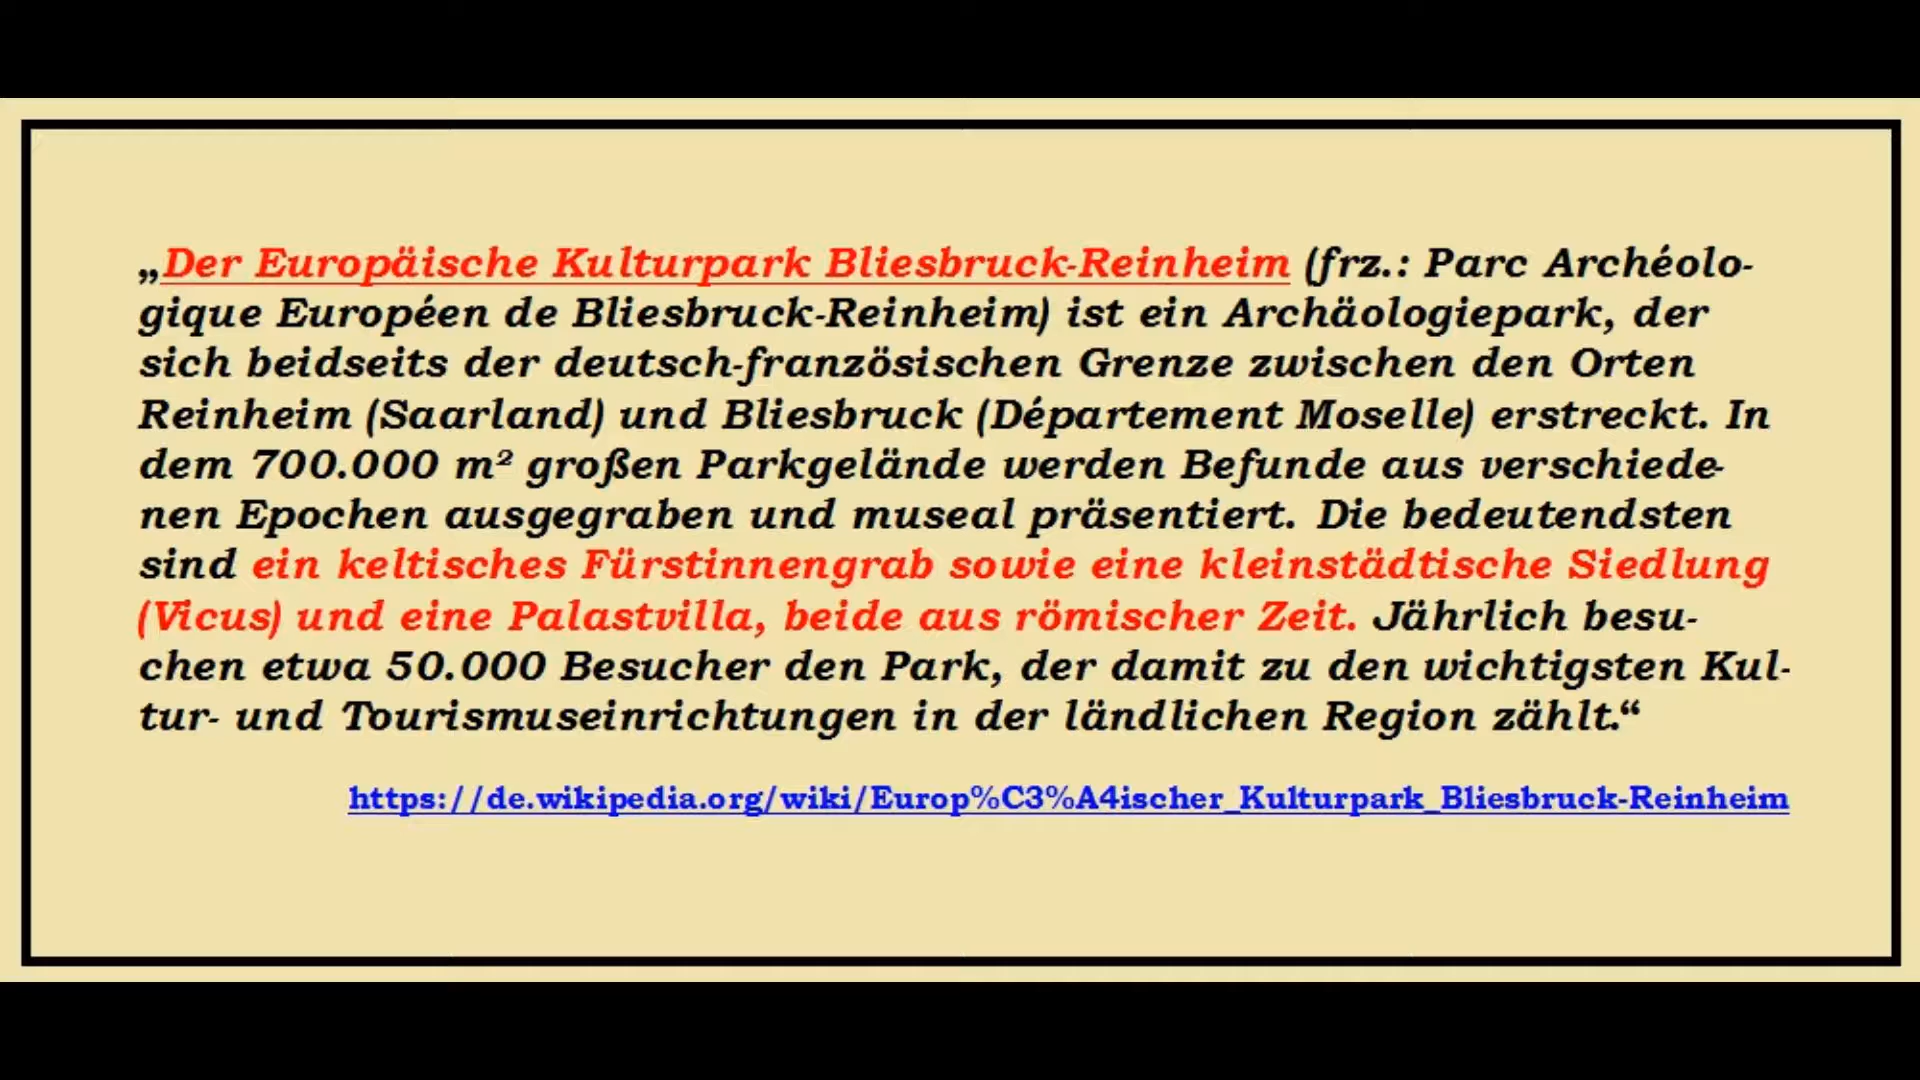 „Der Europäische Kulturpark Bliesbruck-Reinheim (frz.: Parc Archéolo-
gique Européen de Bliesbruck-Reinheim) ist ein Archäologiepark, der
sich beidseits der deutsch-französischen Grenze zwischen den Orten
Reinheim (Saarland) und Bliesbruck (Département Moselle) erstreckt. In
dem 700.000 m² großen Parkgelände werden Befunde aus verschiede-
nen Epochen ausgegraben und museal präsentiert. Die bedeutendsten
sind ein keltisches Fürstinnengrab sowie eine kleinstädtische Siedlung
(Vicus) und eine Palastvilla, beide aus römischer Zeit. Jährlich besu-
chen etwa 50.000 Besucher den Park, der damit zu den wichtigsten Kul-
tur- und Tourismuseinrichtungen in der ländlichen Region zählt.“
https://de.wikipedia.org/wiki/Europ%C3%A4ischer_Kulturpark_Bliesbruck-Reinheim